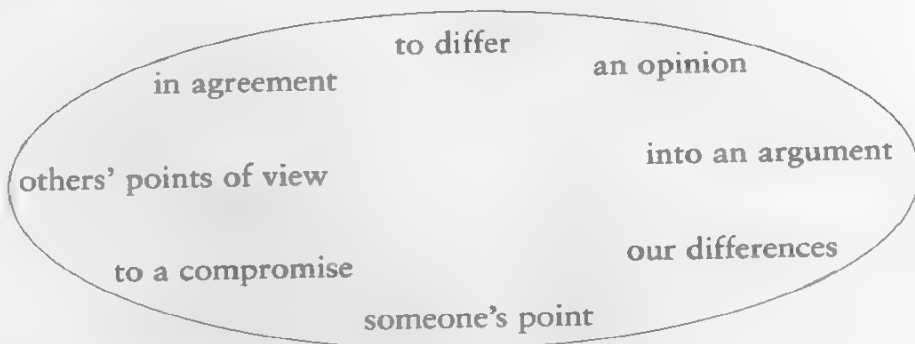 to differ
in agreement
an opinion
others' points of view
into an argument
to a compromise
our differences
someone's point